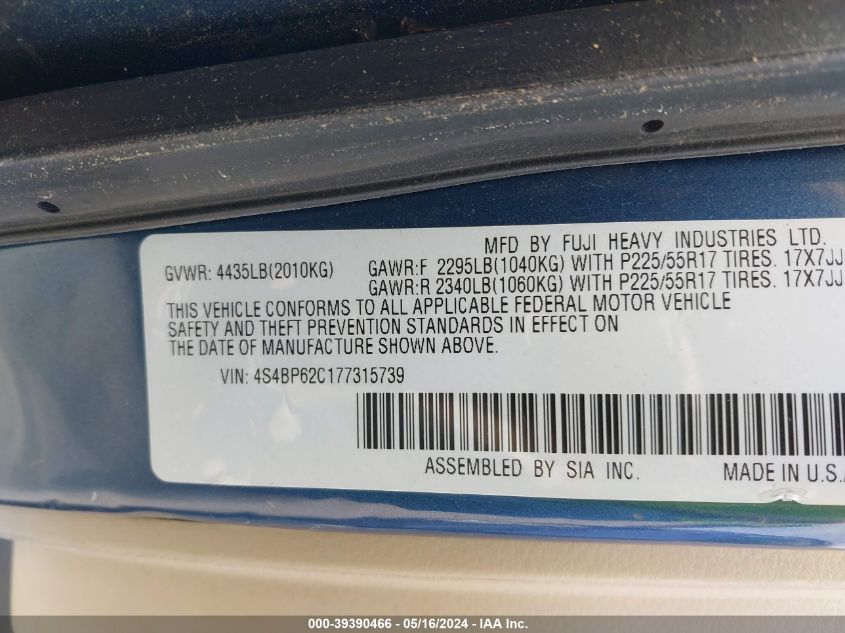 MFD BY FUJI HEAVY INDUSTRIES LTD.
GVWR: 4435LB(2010KG) GAWR:F 2295LB(1040KG) WITH P225/55R17 TIRES. 17X7JJ
GAWR:R 2340LB(1060KG) WITH P225/55R17 TIRES. 17X7JJ
THIS VEHICLE CONFORMS TO ALL APPLICABLE FEDERAL MOTOR VEHICLE
SAFETY AND THEFT PREVENTION STANDARDS IN EFFECT ON
THE DATE OF MANUFACTURE SHOWN ABOVE.
VIN: 4S4BP62C177315739
ASSEMBLED BY SIA INC. MADE IN U.S.A
000-39390466 - 05/16/2024 - IAAI.com